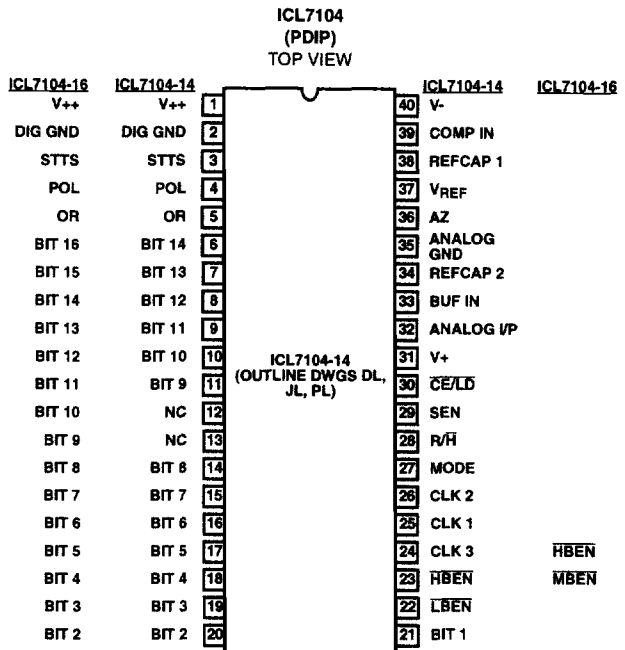 ICL7104
(PDIP)
TOP VIEW
ICL7104-16 ICL7104-14 ICL7104-14 ICL7104-16
V++ V++ 1 40 V-
DIG GND DIG GND 2 39 COMP IN
STTS STTS 3 38 REFCAP 1
POL POL 4 37 VREF
OR OR 5 36 AZ
BIT 16 BIT 14 6 35 ANALOG GND
BIT 15 BIT 13 7 34 REFCAP 2
BIT 14 BIT 12 8 33 BUF IN
BIT 13 BIT 11 9 32 ANALOG I/P
BIT 12 BIT 10 10 31 V+
ICL7104-14
(OUTLINE DWGS DL,
JL, PL)
BIT 11 BIT 9 11 30 CE/LD
BIT 10 NC 12 29 SEN
BIT 9 NC 13 28 R/H
BIT 8 BIT 8 14 27 MODE
BIT 7 BIT 7 15 26 CLK 2
BIT 6 BIT 6 16 25 CLK 1
BIT 5 BIT 5 17 24 CLK 3 HBEN
BIT 4 BIT 4 18 23 HBEN MBEN
BIT 3 BIT 3 19 22 LBEN
BIT 2 BIT 2 20 21 BIT 1